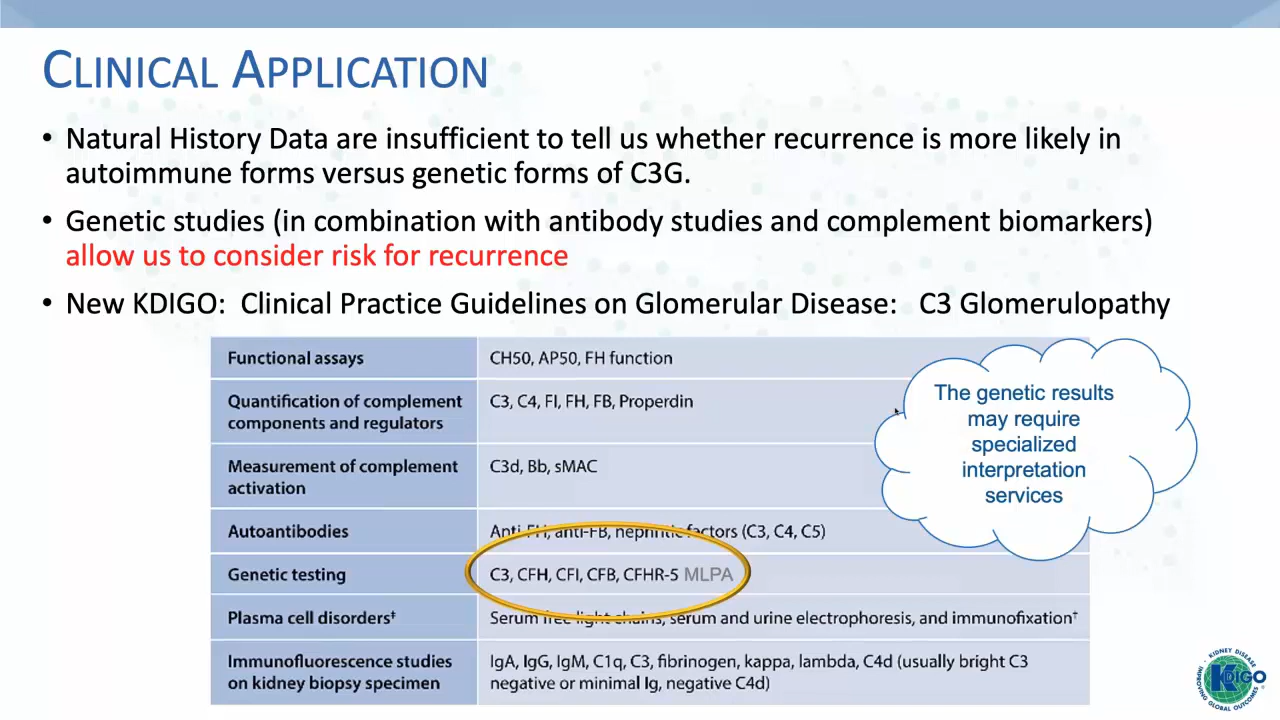 CLINICAL APPLICATION
• Natural History Data are insufficient to tell us whether recurrence is more likely in
autoimmune forms versus genetic forms of C3G.
• Genetic studies (in combination with antibody studies and complement biomarkers)
allow us to consider risk for recurrence
• New KDIGO: Clinical Practice Guidelines on Glomerular Disease: C3 Glomerulopathy
Functional assays
CH50, AP50, FH function
Quantification of complement
components and regulators
C3, C4, FI, FH, FB, Properdin
Measurement of complement
activation
C3d, Bb, sMAC
Autoantibodies
Anti-FH, anti-FB, nephritic factors (C3, C4, C5)
Genetic testing
C3, CFH, CFI, CFB, CFHR-5 MLPA
Plasma cell disorders‡
Serum free light chains, serum and urine electrophoresis, and immunofixation†
Immunofluorescence studies
on kidney biopsy specimen
IgA, IgG, IgM, C1q, C3, fibrinogen, kappa, lambda, C4d (usually bright C3
negative or minimal Ig, negative C4d)
The genetic results
may require
specialized
interpretation
services
KIDNEY DISEASE
KDIGO
IMPROVING GLOBAL OUTCOMES